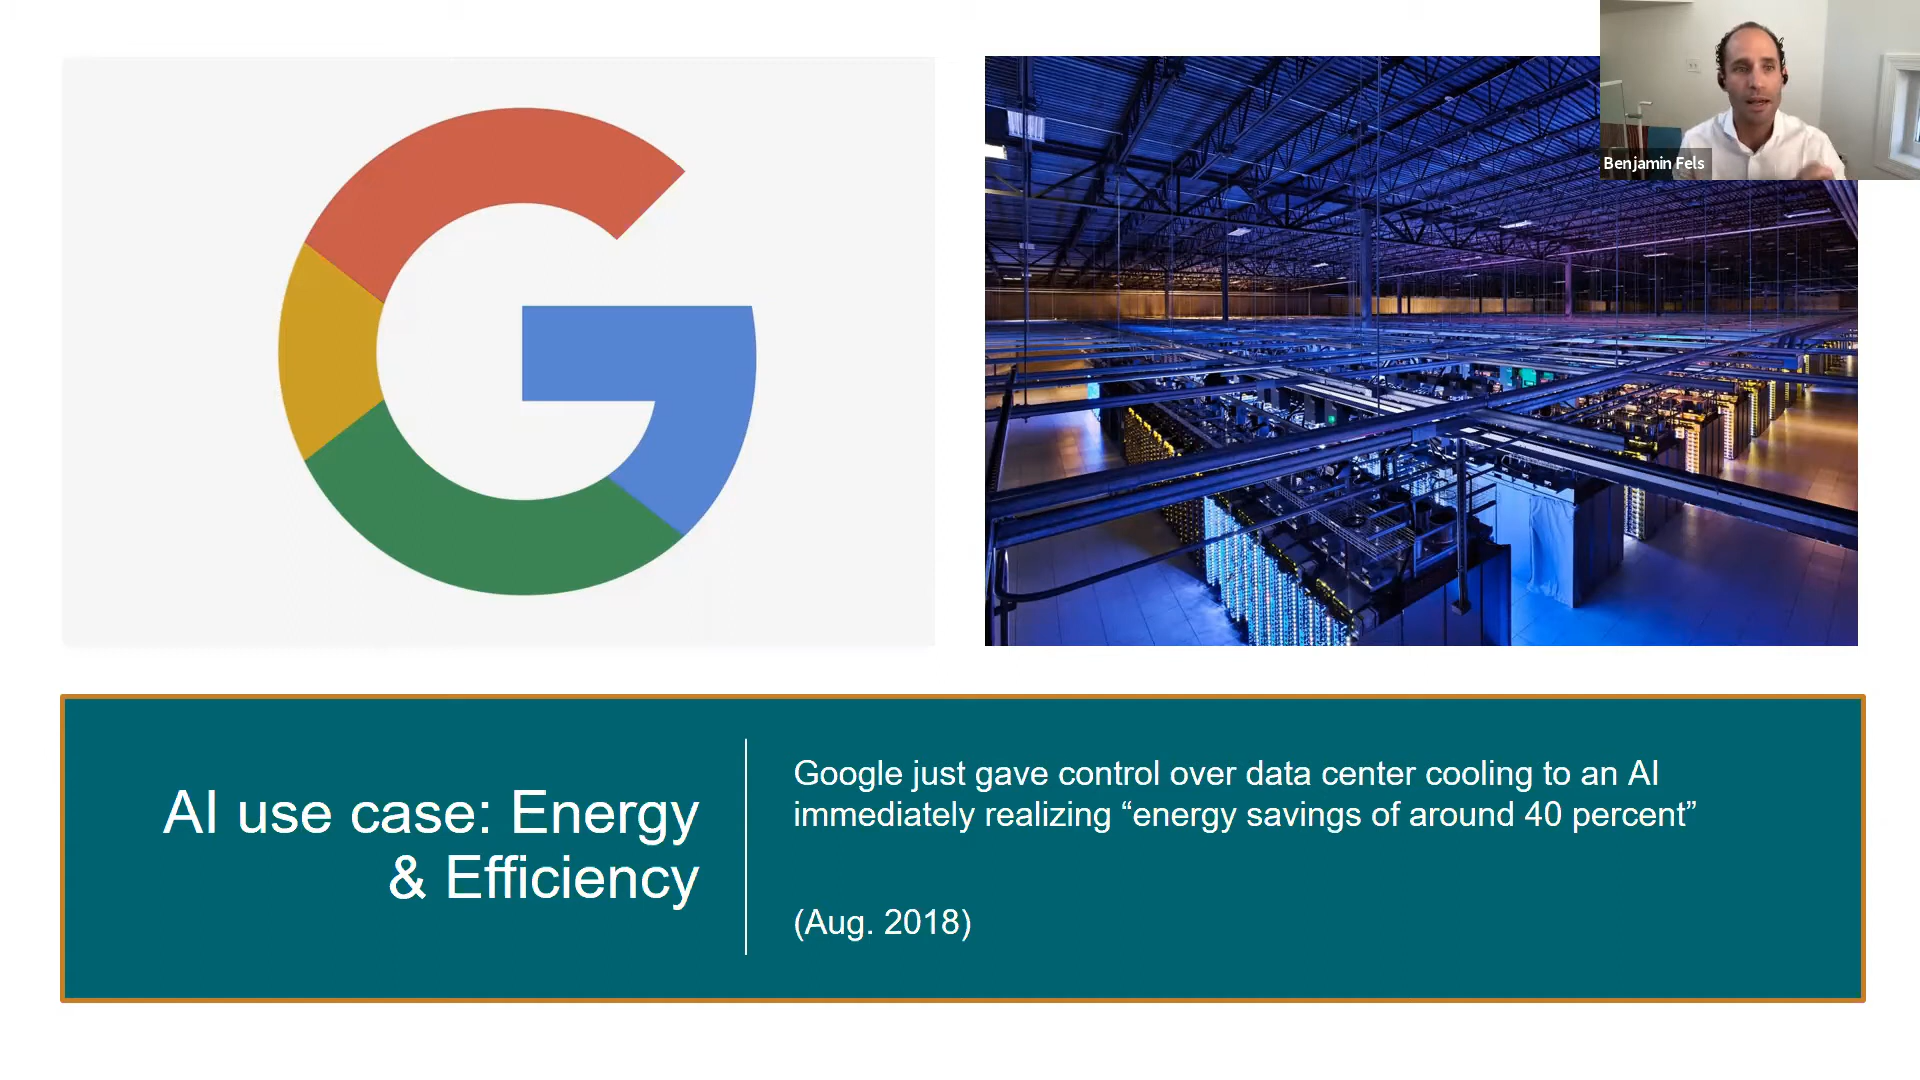 Benjamin Fels
AI use case: Energy
& Efficiency
Google just gave control over data center cooling to an AI
immediately realizing “energy savings of around 40 percent”
(Aug. 2018)